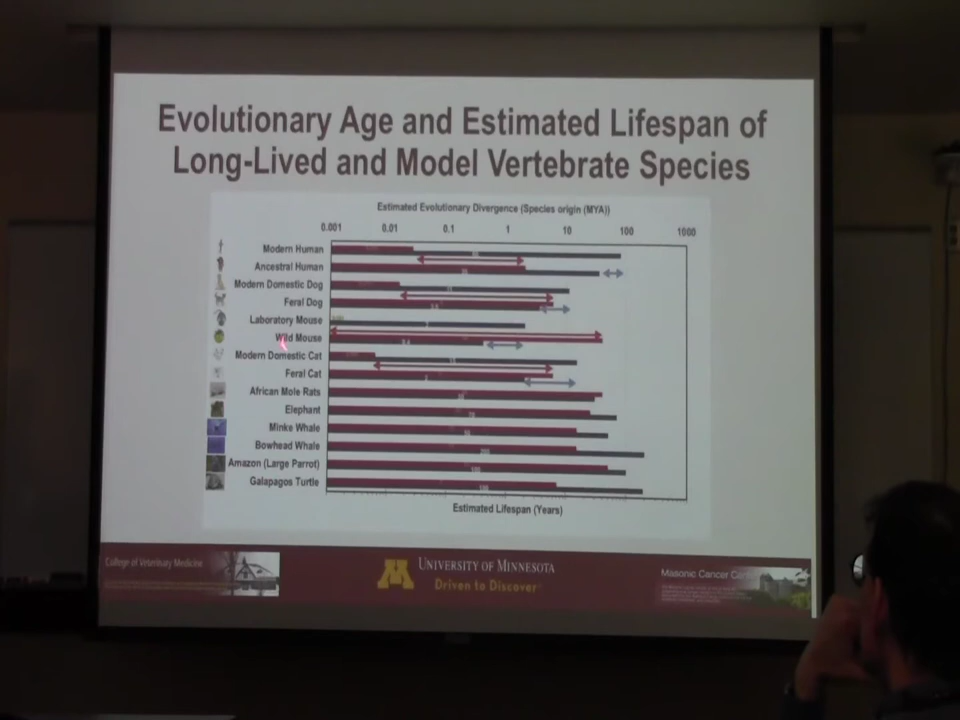 Evolutionary Age and Estimated Lifespan of
Long-Lived and Model Vertebrate Species
Estimated Evolutionary Divergence (Species origin (MYA))
0.001 0.01 0.1 1 10 100 1000
Modern Human
Ancestral Human
Modern Domestic Dog
Feral Dog
Laboratory Mouse
Wild Mouse
Modern Domestic Cat
Feral Cat
African Mole Rats
Elephant
Minke Whale
Bowhead Whale
Amazon (Large Parrot)
Galapagos Turtle
Estimated Lifespan (Years)
College of Veterinary Medicine
UNIVERSITY OF MINNESOTA
Driven to Discover
Masonic Cancer